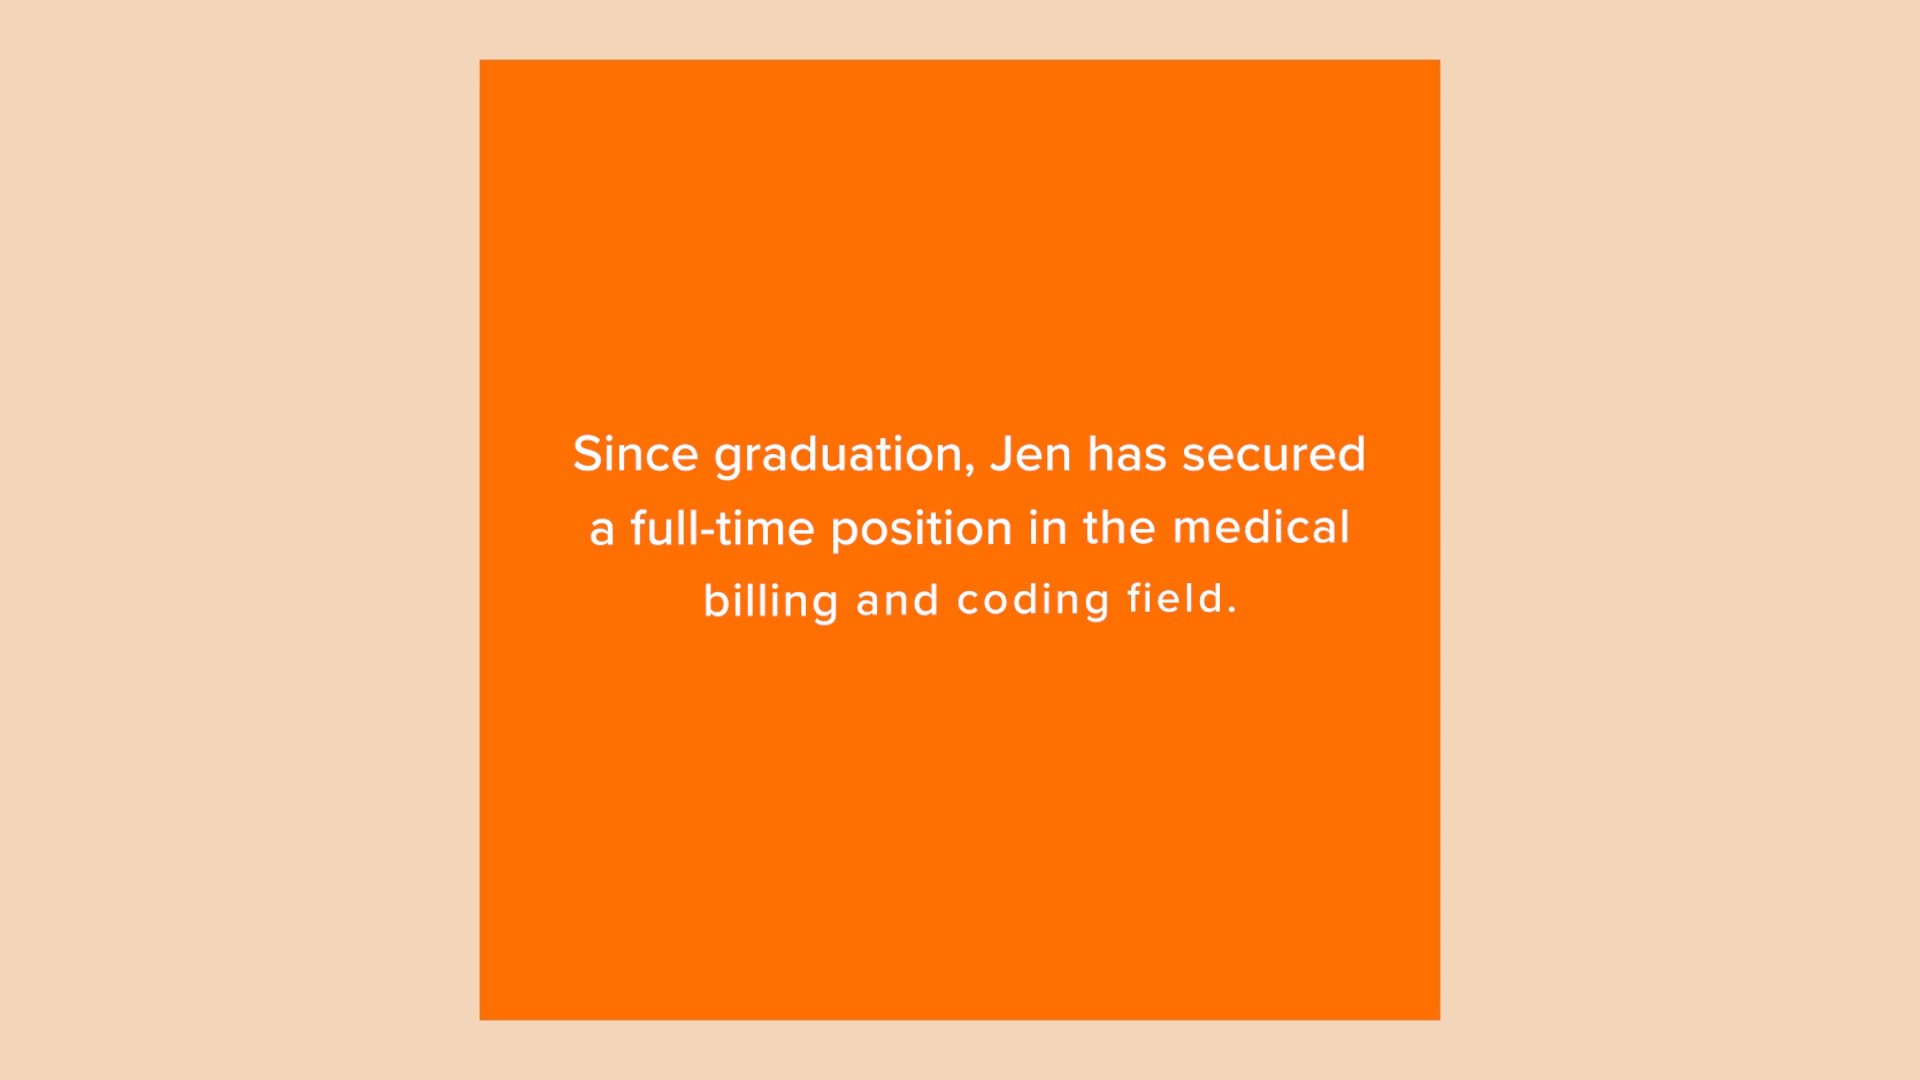 Since graduation, Jen has secured
a full-time position in the medical
billing and coding field.